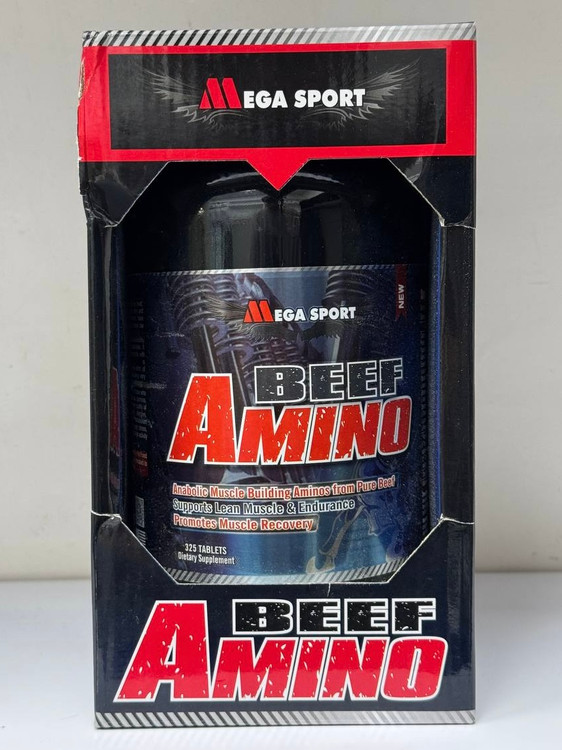 MEGA SPORT
NEW
MEGA SPORT
BEEF
AMINO
Anabolic Muscle Building Aminos from Pure Beef
Supports Lean Muscle & Endurance
Promotes Muscle Recovery
325 TABLETS
Dietary Supplement
BEEF
AMINO